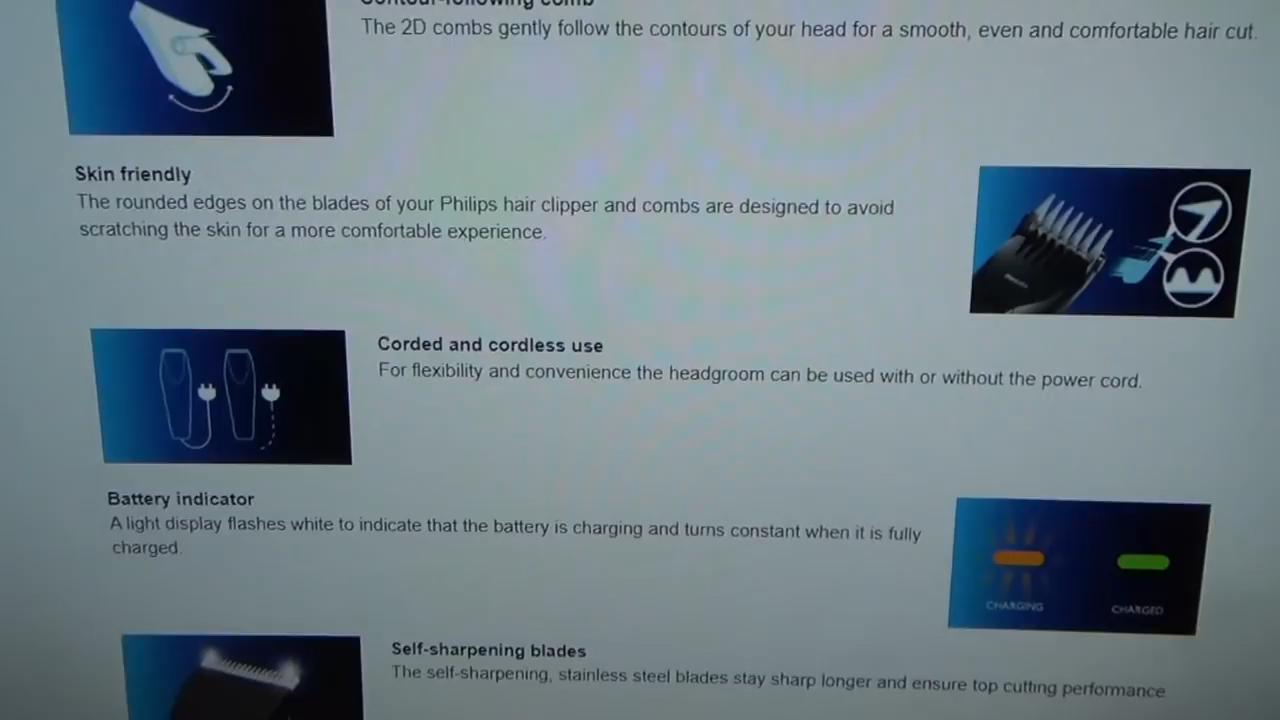 Contour-following comb
The 2D combs gently follow the contours of your head for a smooth, even and comfortable hair cut.
Skin friendly
The rounded edges on the blades of your Philips hair clipper and combs are designed to avoid
scratching the skin for a more comfortable experience.
Corded and cordless use
For flexibility and convenience the headgroom can be used with or without the power cord.
Battery indicator
A light display flashes white to indicate that the battery is charging and turns constant when it is fully
charged.
CHARGING
CHARGED
Self-sharpening blades
The self-sharpening, stainless steel blades stay sharp longer and ensure top cutting performance